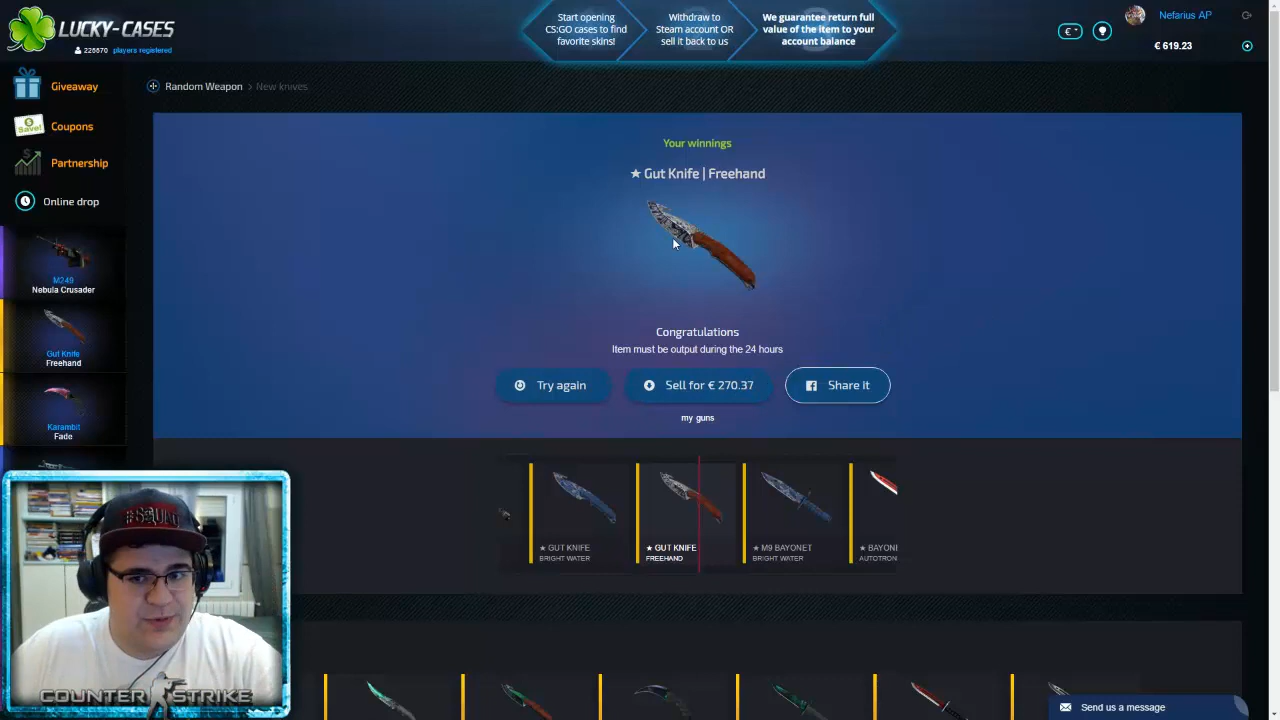 LUCKY-CASES
225670 players registered
Start opening
CS:GO cases to find
favorite skins!
Withdraw to
Steam account OR
sell it back to us
We guarantee return full
value of the item to your
account balance
€
Nefarius AP
€ 619.23
Giveaway
Save!
Coupons
Partnership
Online drop
Random Weapon > New knives
Your winnings
★ Gut Knife | Freehand
Congratulations
Item must be output during the 24 hours
Try again
Sell for € 270.37
Share it
my guns
M249
Nebula Crusader
Gut Knife
Freehand
Karambit
Fade
★ GUT KNIFE
BRIGHT WATER
★ GUT KNIFE
FREEHAND
★ M9 BAYONET
BRIGHT WATER
★ BAYONE
AUTOTRON
COUNTER STRIKE
Send us a message